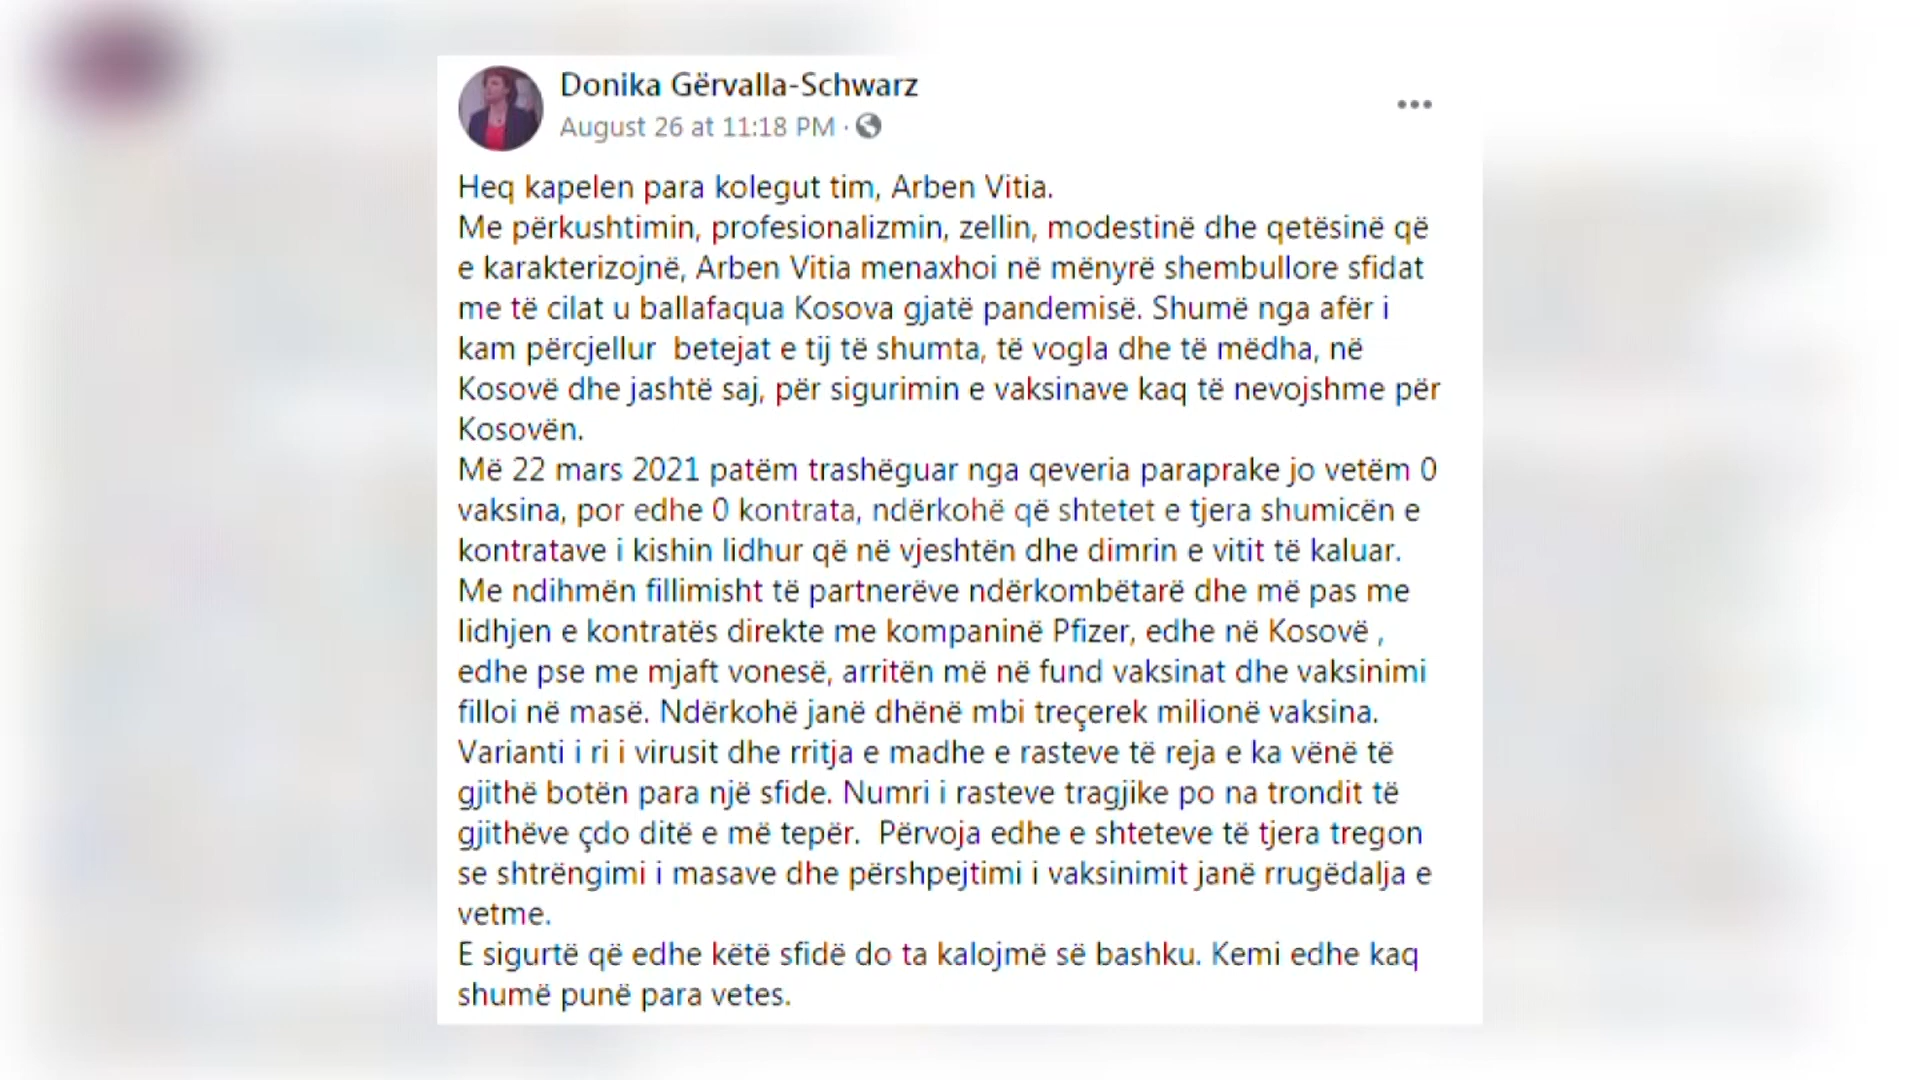 Donika Gërvalla-Schwarz
August 26 at 11:18 PM ·
Heq kapelen para kolegut tim, Arben Vitia.
Me përkushtimin, profesionalizmin, zellin, modestinë dhe qetësinë që
e karakterizojnë, Arben Vitia menaxhoi në mënyrë shembullore sfidat
me të cilat u ballafaqua Kosova gjatë pandemisë. Shumë nga afër i
kam përcjellur  betejat e tij të shumta, të vogla dhe të mëdha, në
Kosovë dhe jashtë saj, për sigurimin e vaksinave kaq të nevojshme për
Kosovën.
Më 22 mars 2021 patëm trashëguar nga qeveria paraprake jo vetëm 0
vaksina, por edhe 0 kontrata, ndërkohë që shtetet e tjera shumicën e
kontratave i kishin lidhur që në vjeshtën dhe dimrin e vitit të kaluar.
Me ndihmën fillimisht të partnerëve ndërkombëtarë dhe më pas me
lidhjen e kontratës direkte me kompaninë Pfizer, edhe në Kosovë ,
edhe pse me mjaft vonesë, arritën më në fund vaksinat dhe vaksinimi
filloi në masë. Ndërkohë janë dhënë mbi treçerek milionë vaksina.
Varianti i ri i virusit dhe rritja e madhe e rasteve të reja e ka vënë të
gjithë botën para një sfide. Numri i rasteve tragjike po na trondit të
gjithëve çdo ditë e më tepër.  Përvoja edhe e shteteve të tjera tregon
se shtrëngimi i masave dhe përshpejtimi i vaksinimit janë rrugëdalja e
vetme.
E sigurtë që edhe këtë sfidë do ta kalojmë së bashku. Kemi edhe kaq
shumë punë para vetes.